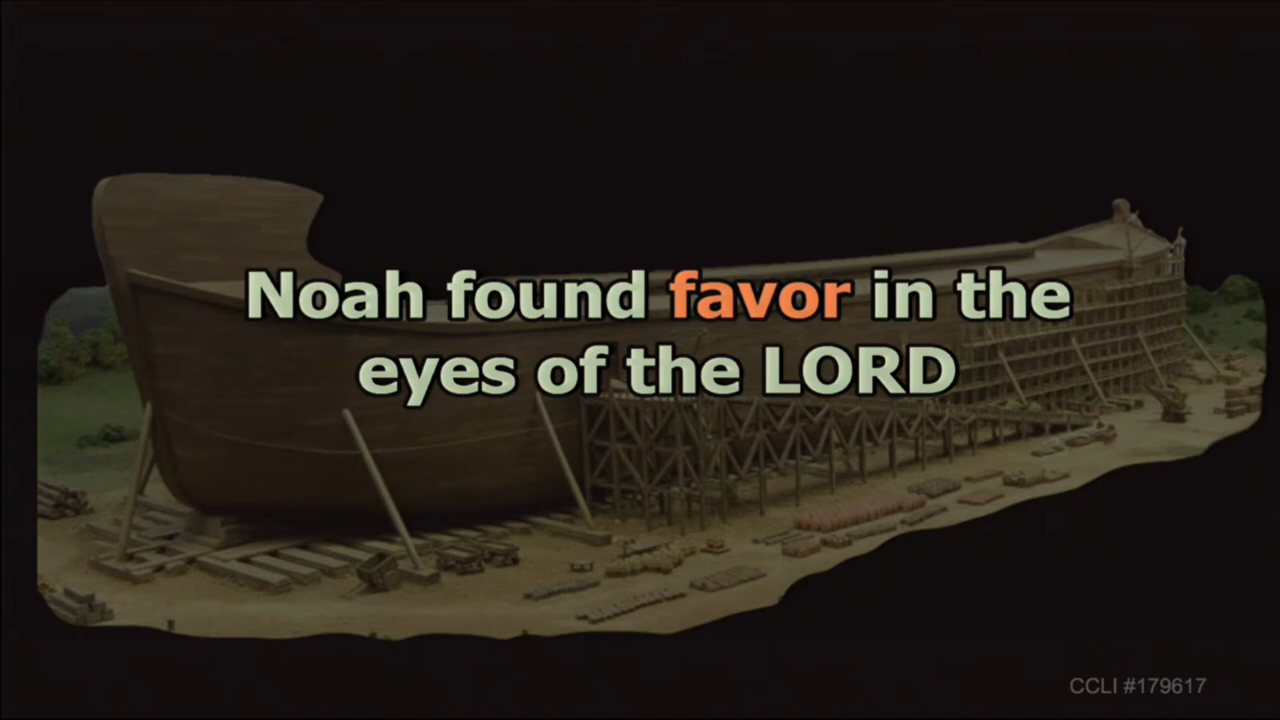 Noah found favor in the
eyes of the LORD
CCLI #179617